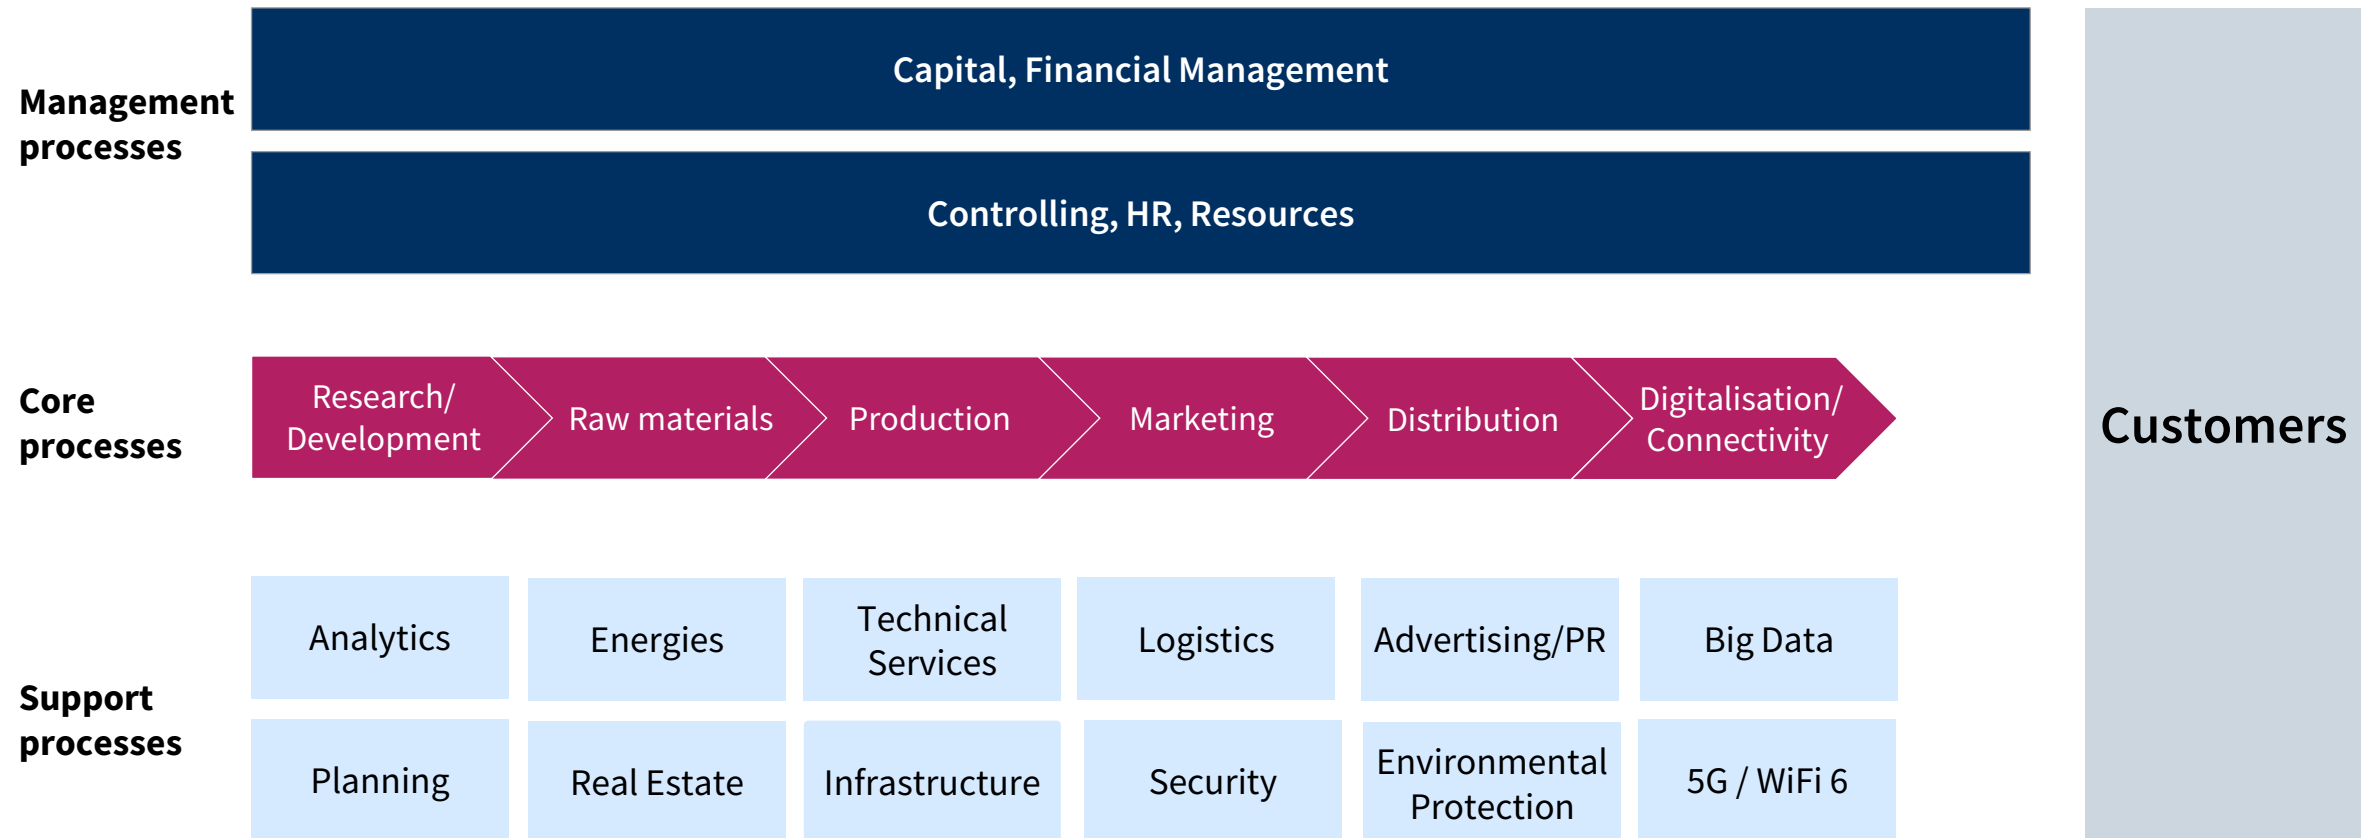 Management
processes
Capital, Financial Management
Controlling, HR, Resources
Core
processes
Research/
Development
Raw materials
Production
Marketing
Distribution
Digitalisation/
Connectivity
Customers
Support
processes
Analytics
Energies
Technical
Services
Logistics
Advertising/PR
Big Data
Planning
Real Estate
Infrastructure
Security
Environmental
Protection
5G / WiFi 6